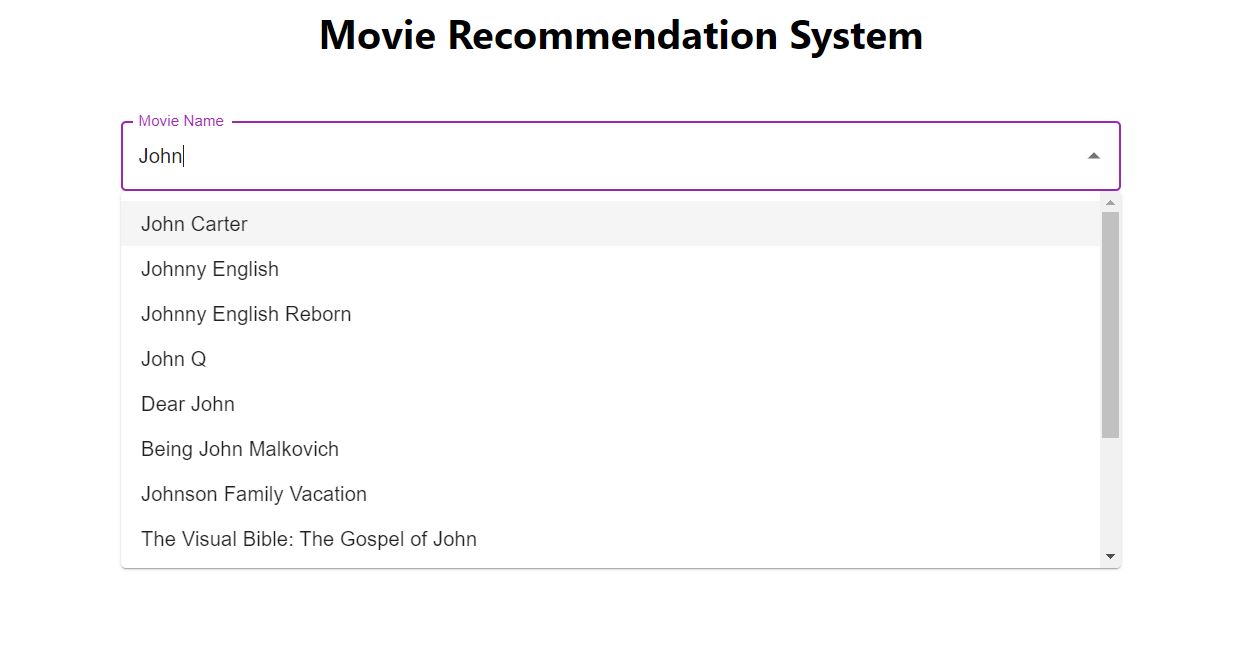 Movie Recommendation System
Movie Name
John
John Carter
Johnny English
Johnny English Reborn
John Q
Dear John
Being John Malkovich
Johnson Family Vacation
The Visual Bible: The Gospel of John